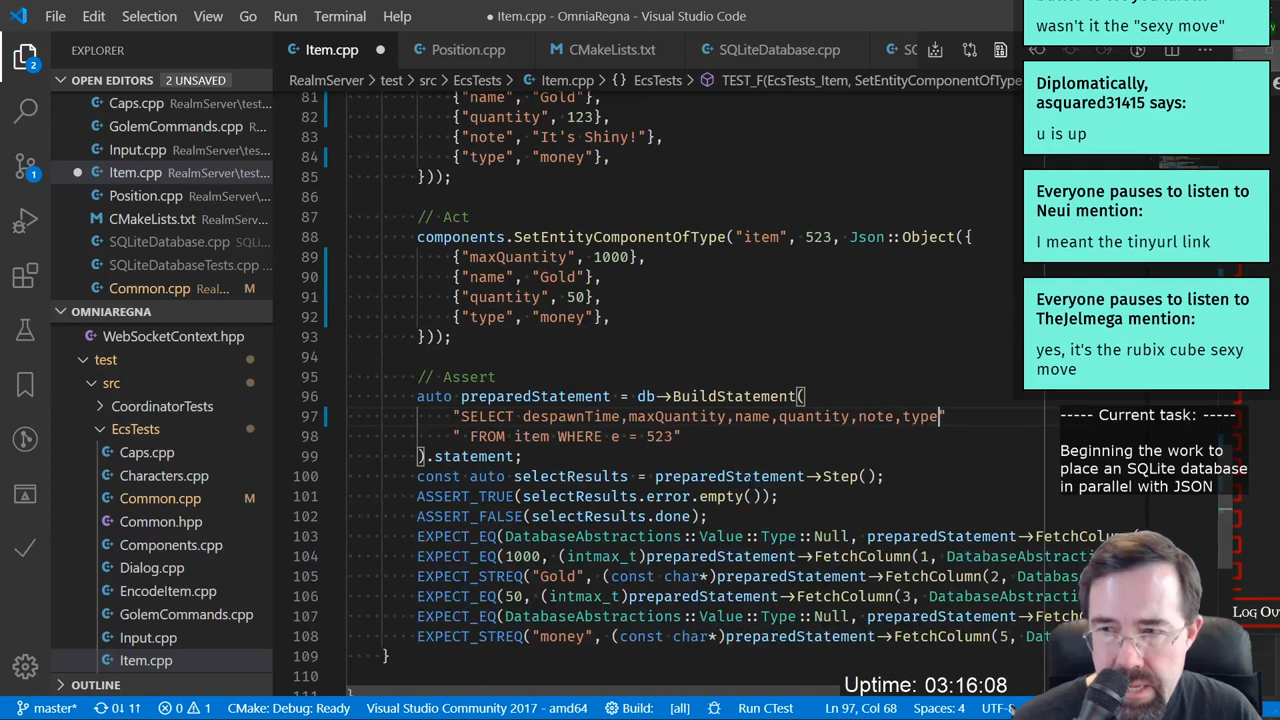 File Edit Selection View Go Run Terminal Help
● Item.cpp - OmniaRegna - Visual Studio Code
EXPLORER
OPEN EDITORS 2 UNSAVED
Caps.cpp RealmServer\test...
GolemCommands.cpp R...
Input.cpp RealmServer\te...
Item.cpp RealmServer\test...
Position.cpp RealmServer...
CMakeLists.txt RealmServ...
SQLiteDatabase.cpp ...
SQLiteDatabaseTests.cpp ...
Common.cpp Real... M
OMNIAREGNA
WebSocketContext.hpp
test
src
CoordinatorTests
EcsTests
Caps.cpp
Characters.cpp
Common.cpp M
Common.hpp
Components.cpp
Dialog.cpp
EncodeItem.cpp
GolemCommands.cpp
Input.cpp
Item.cpp
OUTLINE
2
1
Item.cpp ● Position.cpp CMakeLists.txt SQLiteDatabase.cpp SC
RealmServer > test > src > EcsTests > Item.cpp > {} EcsTests > TEST_F(EcsTests_Item, SetEntityComponentOfType
81 {"name", "Gold"},
82 {"quantity", 123},
83 {"note", "It's Shiny!"},
84 {"type", "money"},
85 }));
86
87 // Act
88 components.SetEntityComponentOfType("item", 523, Json::Object({
89 {"maxQuantity", 1000},
90 {"name", "Gold"},
91 {"quantity", 50},
92 {"type", "money"},
93 }));
94
95 // Assert
96 auto preparedStatement = db->BuildStatement(
97 "SELECT despawnTime,maxQuantity,name,quantity,note,type"
98 " FROM item WHERE e = 523"
99 ).statement;
100 const auto selectResults = preparedStatement->Step();
101 ASSERT_TRUE(selectResults.error.empty());
102 ASSERT_FALSE(selectResults.done);
103 EXPECT_EQ(DatabaseAbstractions::Value::Type::Null, preparedStatement->FetchColumn(
104 EXPECT_EQ(1000, (intmax_t)preparedStatement->FetchColumn(1, DatabaseAbstracti
105 EXPECT_STREQ("Gold", (const char*)preparedStatement->FetchColumn(2, Databas
106 EXPECT_EQ(50, (intmax_t)preparedStatement->FetchColumn(3, DatabaseAbstract
107 EXPECT_EQ(DatabaseAbstractions::Value::Type::Null, preparedStatement->Fetc
108 EXPECT_STREQ("money", (const char*)preparedStatement->FetchColumn(5, Dat
109 }
110
111 }
wasn't it the "sexy move"
Diplomatically,
asquared31415 says:
u is up
Everyone pauses to listen to
Neui mention:
I meant the tinyurl link
Everyone pauses to listen to
TheJelmega mention:
yes, it's the rubix cube sexy
move
----- Current task: -----
Beginning the work to
place an SQLite database
in parallel with JSON
Log Ou
Uptime: 03:16:08
master* 0↓ 1↑ 0 1 CMake: Debug: Ready Visual Studio Community 2017 - amd64 Build: [all] Run CTest Ln 97, Col 68 Spaces: 4 UTF-8